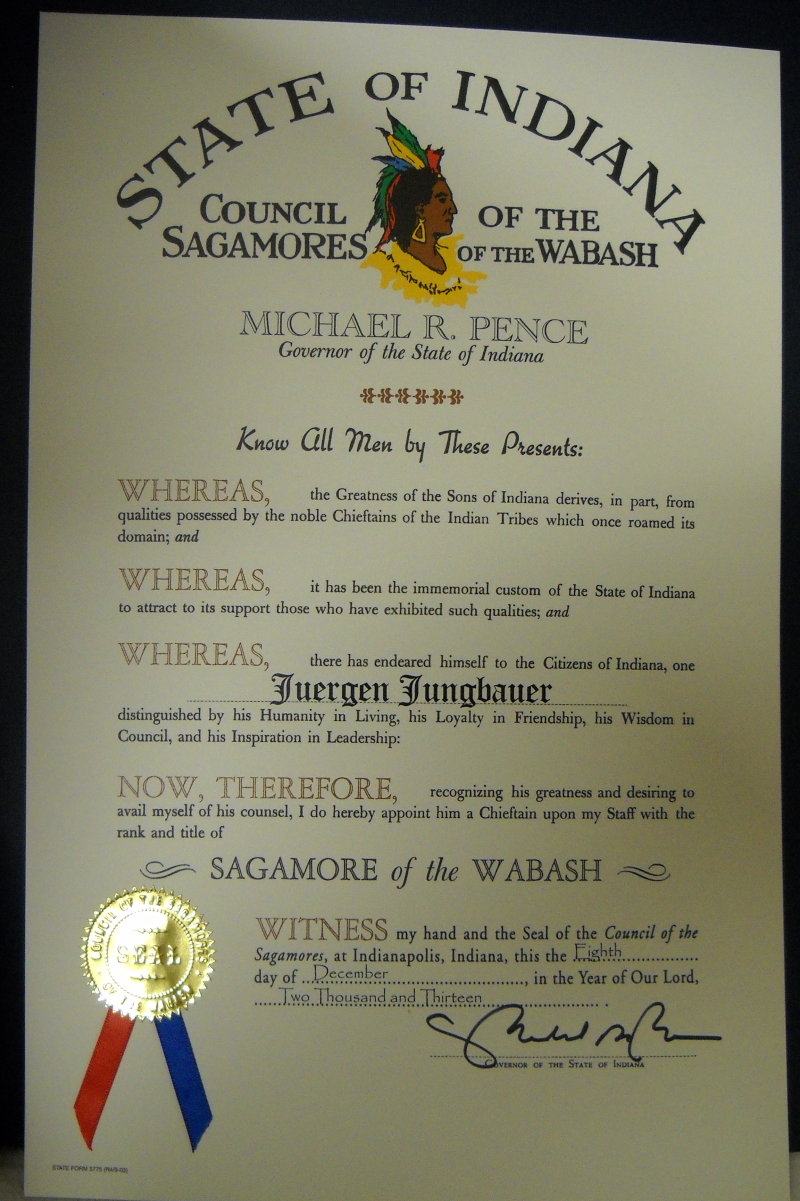 STATE OF INDIANA
COUNCIL OF THE
SAGAMORES OF THE WABASH
MICHAEL R. PENCE
Governor of the State of Indiana
Know All Men by These Presents:
WHEREAS, the Greatness of the Sons of Indiana derives, in part, from
qualities possessed by the noble Chieftains of the Indian Tribes which once roamed its
domain; and
WHEREAS, it has been the immemorial custom of the State of Indiana
to attract to its support those who have exhibited such qualities; and
WHEREAS, there has endeared himself to the Citizens of Indiana, one
Juergen Jungbauer
distinguished by his Humanity in Living, his Loyalty in Friendship, his Wisdom in
Council, and his Inspiration in Leadership:
NOW, THEREFORE, recognizing his greatness and desiring to
avail myself of his counsel, I do hereby appoint him a Chieftain upon my Staff with the
rank and title of
SAGAMORE of the WABASH
COUNCIL OF THE SAGAMORES
SEAL
OF THE WABASH
WITNESS my hand and the Seal of the Council of the
Sagamores, at Indianapolis, Indiana, this the Eighth
day of December, in the Year of Our Lord,
Two Thousand and Thirteen.
GOVERNOR OF THE STATE OF INDIANA